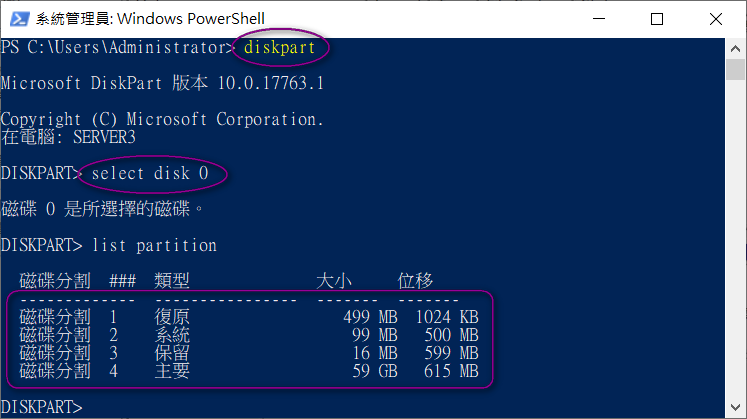 系統管理員: Windows PowerShell
PS C:\Users\Administrator> diskpart
Microsoft DiskPart 版本 10.0.17763.1
Copyright (C) Microsoft Corporation.
在電腦: SERVER3
DISKPART> select disk 0
磁碟 0 是所選擇的磁碟。
DISKPART> list partition
磁碟分割 ### 類型 大小 位移
------------- ---------------- ------- -------
磁碟分割 1 復原 499 MB 1024 KB
磁碟分割 2 系統 99 MB 500 MB
磁碟分割 3 保留 16 MB 599 MB
磁碟分割 4 主要 59 GB 615 MB
DISKPART>